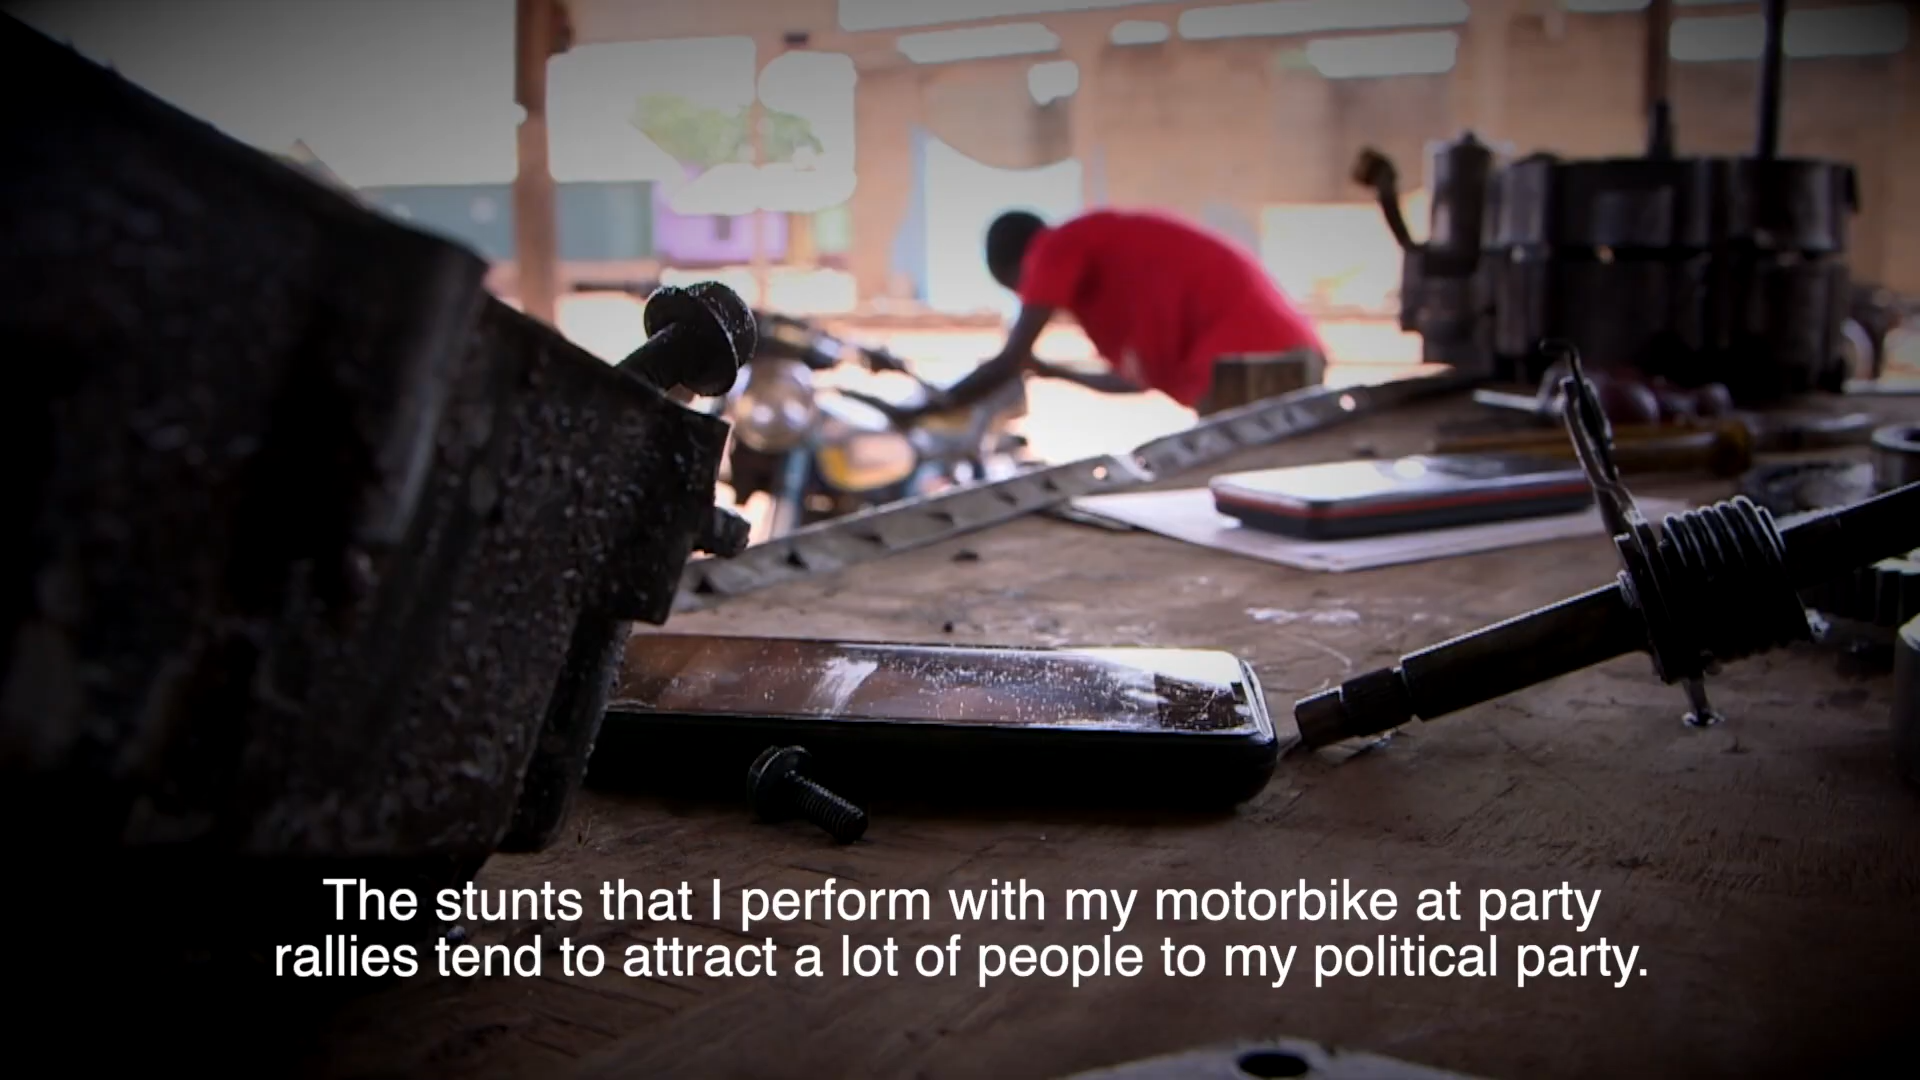 The stunts that I perform with my motorbike at party
rallies tend to attract a lot of people to my political party.